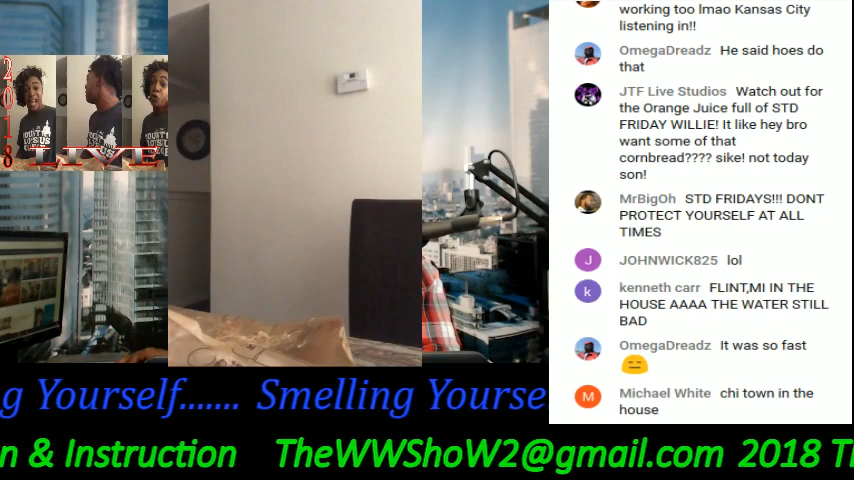 2018
LIVE
working too lmao Kansas City
listening in!!
OmegaDreadz He said hoes do
that
JTF Live Studios Watch out for
the Orange Juice full of STD
FRIDAY WILLIE! It like hey bro
want some of that
cornbread???? sike! not today
son!
MrBigOh STD FRIDAYS!!! DONT
PROTECT YOURSELF AT ALL
TIMES
J JOHNWICK825 lol
k kenneth carr FLINT,MI IN THE
HOUSE AAAA THE WATER STILL
BAD
OmegaDreadz It was so fast
😑
M Michael White chi town in the
house
g Yourself....... Smelling Yourse
n & Instruction TheWWShoW2@gmail.com 2018 T